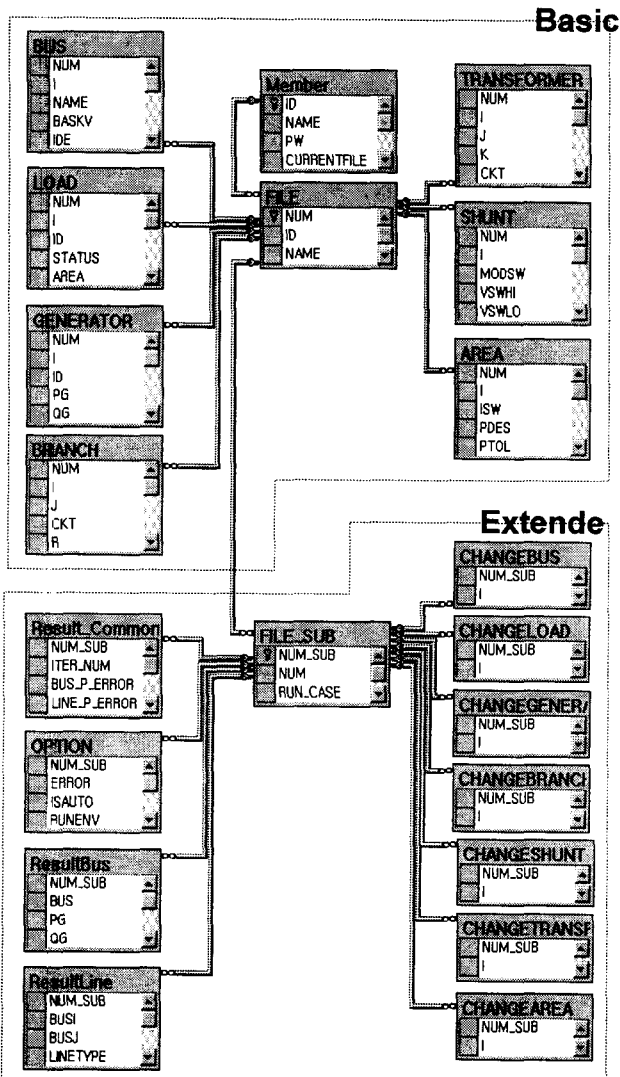 Basic
BUS
NUM
I
NAME
BASKV
IDE
LOAD
NUM
I
ID
STATUS
AREA
GENERATOR
NUM
I
ID
PG
QG
BRANCH
NUM
I
J
CKT
R
Member
ID
NAME
PW
CURRENTFILE
FILE
NUM
ID
NAME
TRANSFORMER
NUM
I
J
K
CKT
SHUNT
NUM
I
MODSW
VSWHI
VSWLO
AREA
NUM
I
ISW
PDES
PTOL
Extende
Result_Common
NUM_SUB
ITER_NUM
BUS_P_ERROR
LINE_P_ERROR
OPTION
NUM_SUB
ERROR
ISAUTO
RUNENV
ResultBus
NUM_SUB
BUS
PG
QG
ResultLine
NUM_SUB
BUSI
BUSJ
LINETYPE
FILE_SUB
NUM_SUB
NUM
RUN_CASE
CHANGEBUS
NUM_SUB
I
CHANGELOAD
NUM_SUB
I
CHANGEGENER
NUM_SUB
I
CHANGEBRANCH
NUM_SUB
I
CHANGESHUNT
NUM_SUB
I
CHANGETRANSF
NUM_SUB
I
CHANGEAREA
NUM_SUB
I